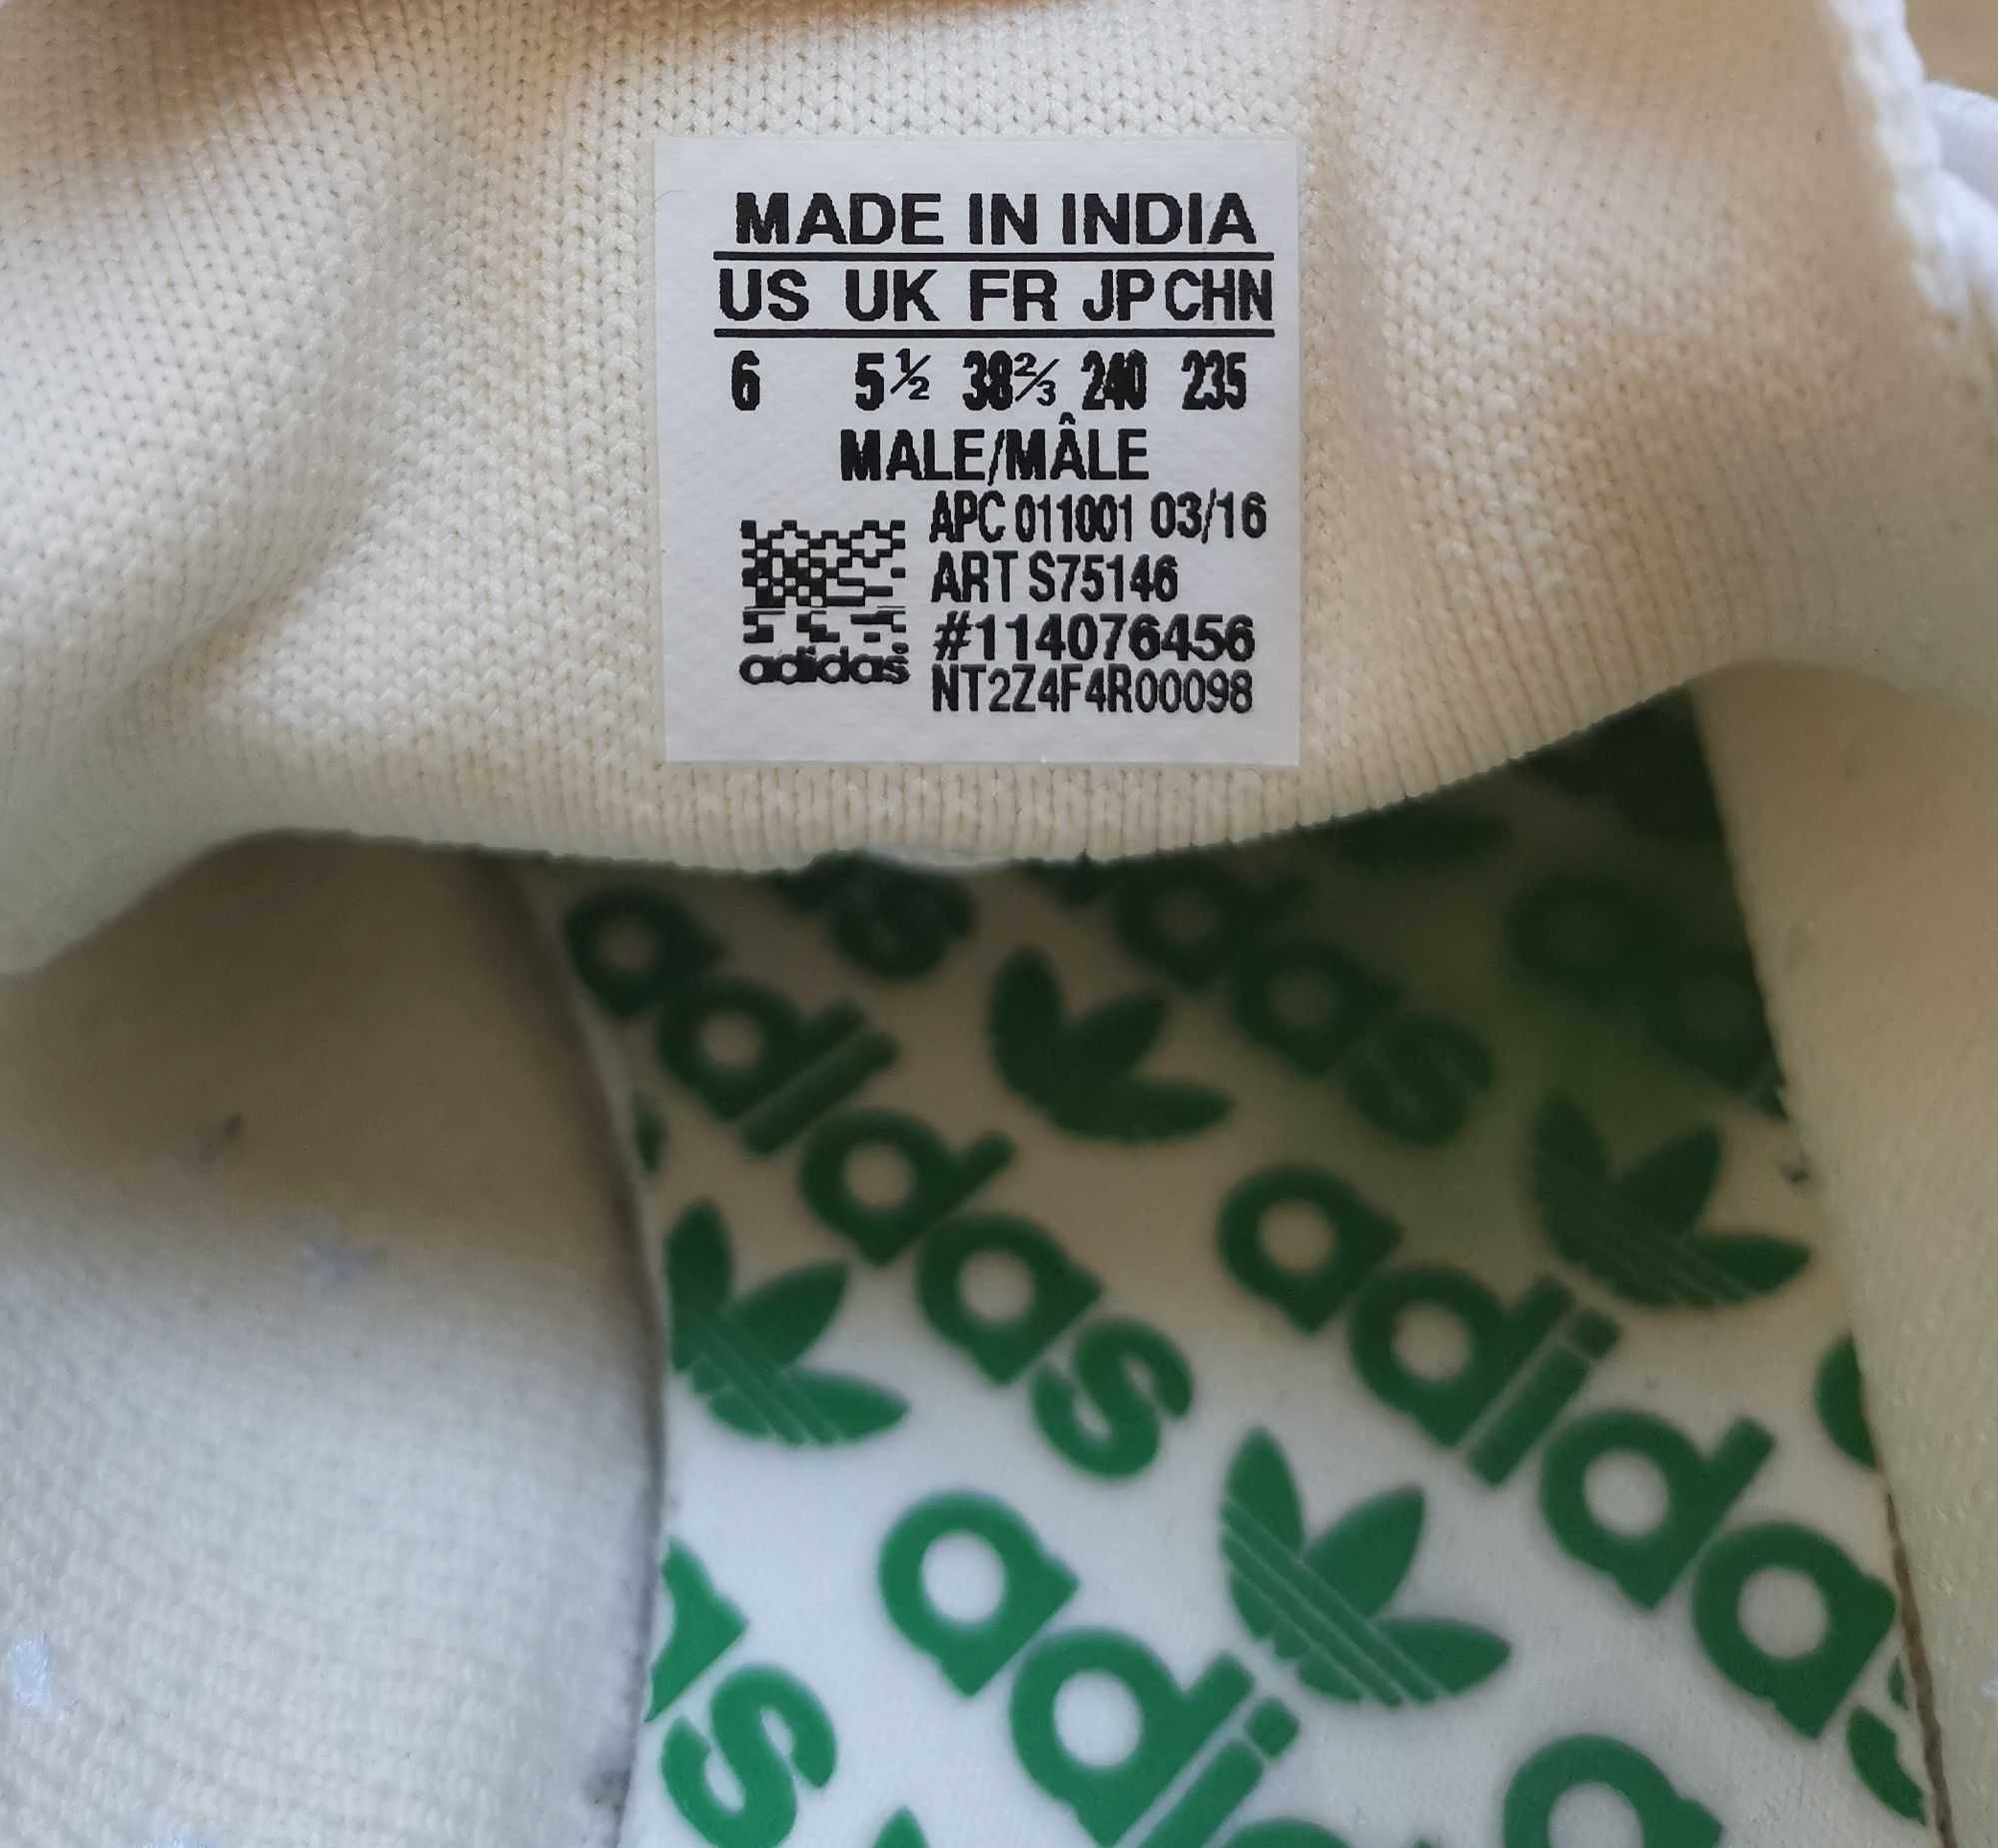 MADE IN INDIA
US UK FR JP CHN
6 5½ 38⅔ 240 235
MALE/MÂLE
APC 011001 03/16
ART S75146
#114076456
NT2Z4F4R00098
adidas
adidas
adidas
adidas
adi